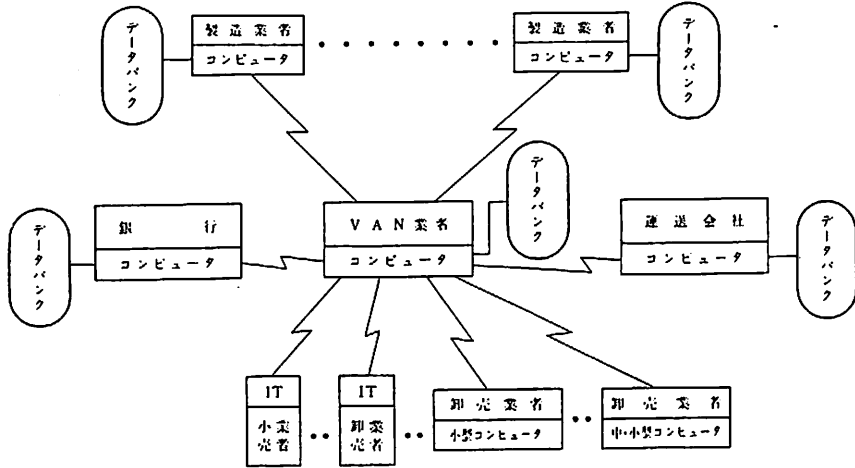 データバンク
製造業者
コンピュータ
製造業者
コンピュータ
データバンク
データバンク
銀行
コンピュータ
VAN業者
コンピュータ
データバンク
運送会社
コンピュータ
データバンク
IT
小売業者
IT
卸売業者
卸売業者
小型コンピュータ
卸売業者
中・小型コンピュータ